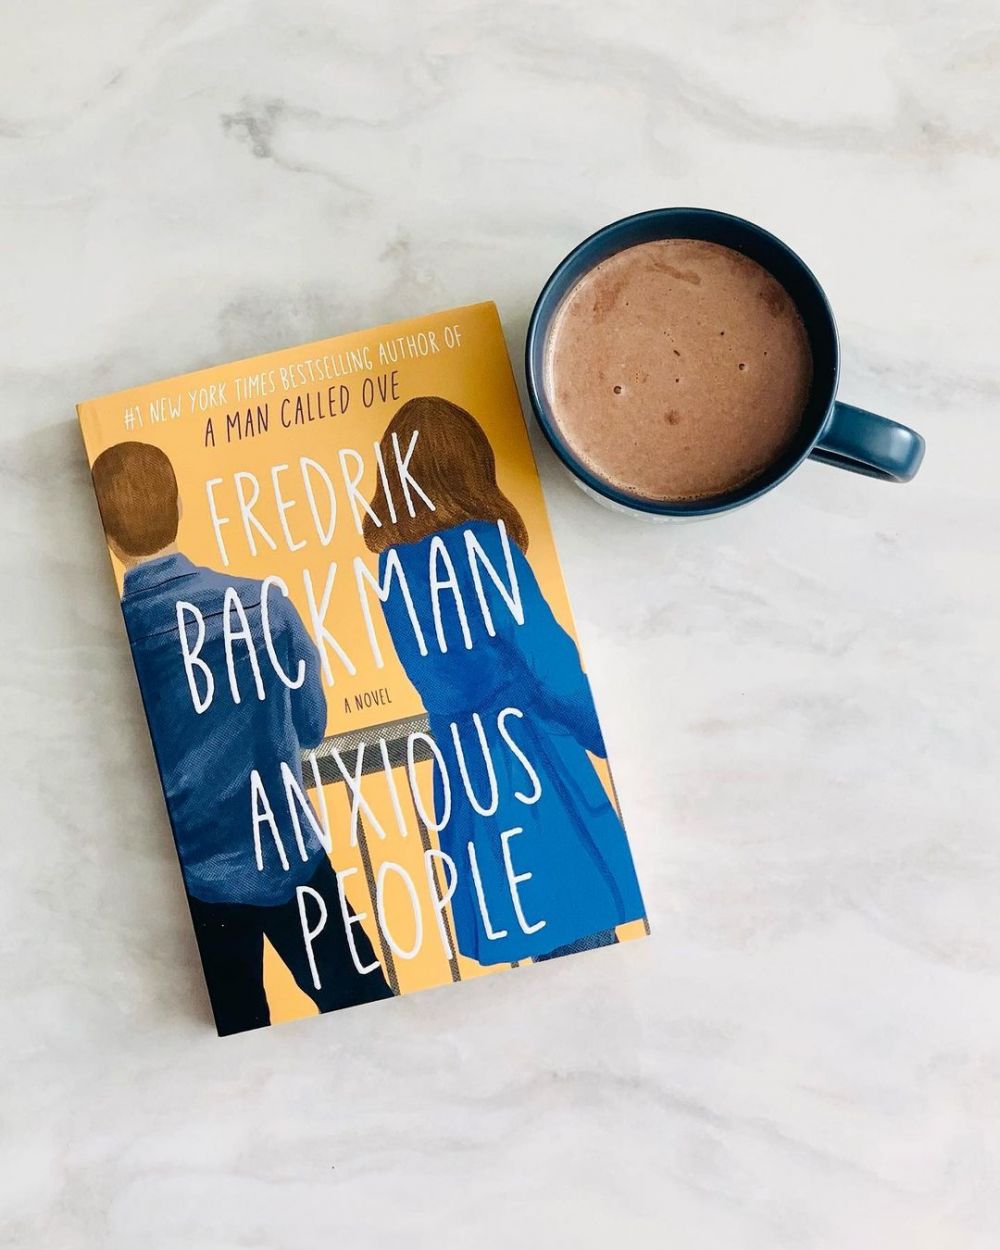 #1 NEW YORK TIMES BESTSELLING AUTHOR OF
A MAN CALLED OVE
FREDRIK
BACKMAN
A NOVEL
ANXIOUS
PEOPLE